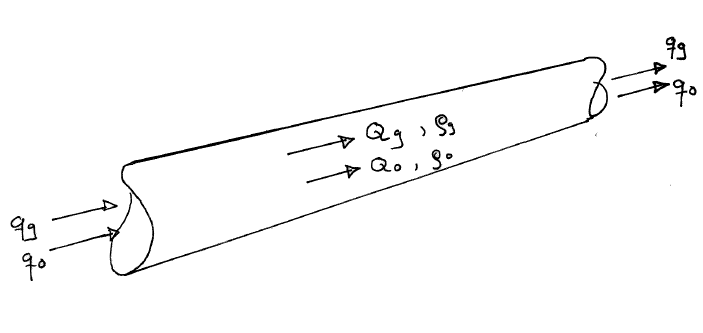 qg
qo
Qg , ρg
Qo , ρo
qg
qo